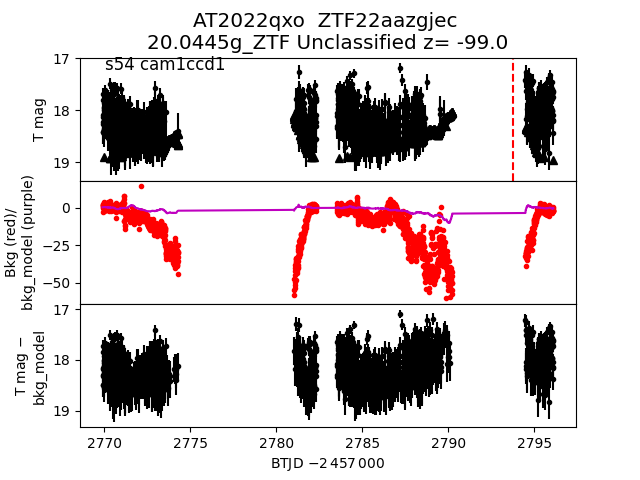 AT2022qxo  ZTF22aazgjec
20.0445g_ZTF Unclassified z= -99.0
s54 cam1ccd1
17
18
19
T mag
0
−25
−50
Bkg (red)/
bkg_model (purple)
17
18
19
T mag −
bkg_model
2770 2775 2780 2785 2790 2795
BTJD −2 457 000